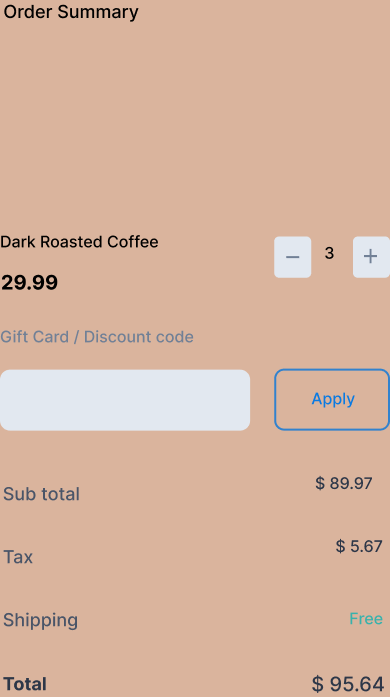 Order Summary
Dark Roasted Coffee
− 3 +
29.99
Gift Card / Discount code
Apply
Sub total $ 89.97
Tax $ 5.67
Shipping Free
Total $ 95.64